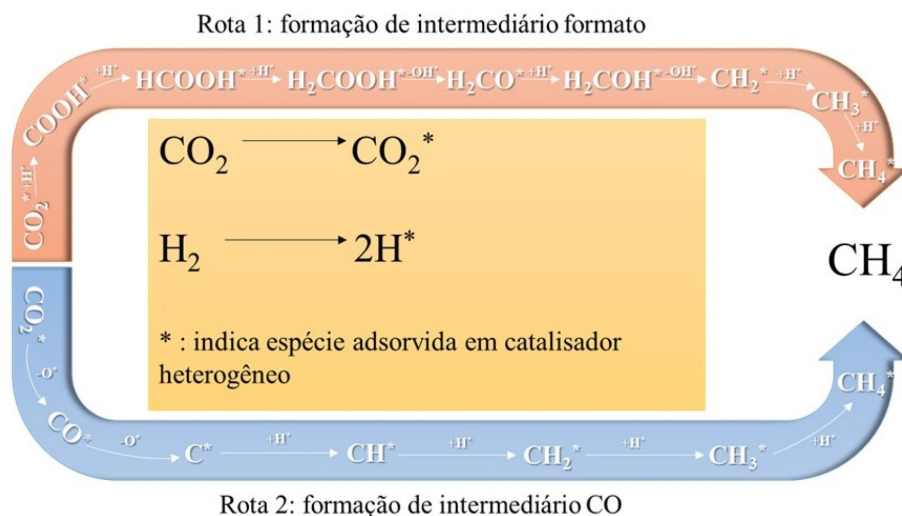 Rota 1: formação de intermediário formato
CO₂* +H* COOH* +H* HCOOH* +H* H₂COOH* -OH* H₂CO* +H* H₂COH* -OH* CH₂* +H* CH₃* +H* CH₄*
CO₂ → CO₂*
H₂ → 2H*
* : indica espécie adsorvida em catalisador
heterogêneo
CH₄
CO₂* -O* CO* -O* C* +H* CH* +H* CH₂* +H* CH₃* +H* CH₄*
Rota 2: formação de intermediário CO